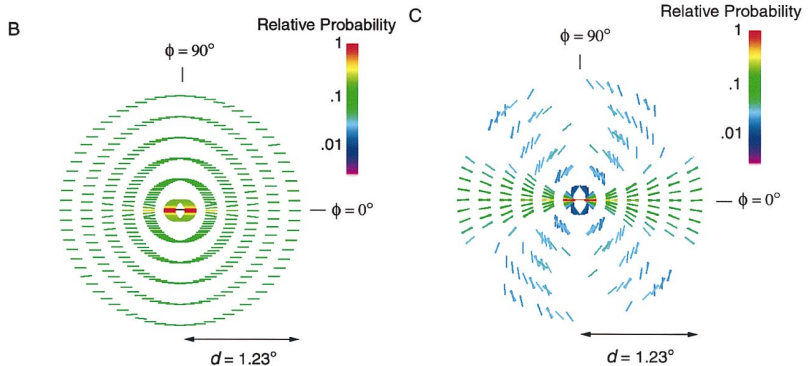 B
Relative Probability
1
.1
.01
ϕ = 90°
ϕ = 0°
d = 1.23°
C
Relative Probability
1
.1
.01
ϕ = 90°
ϕ = 0°
d = 1.23°